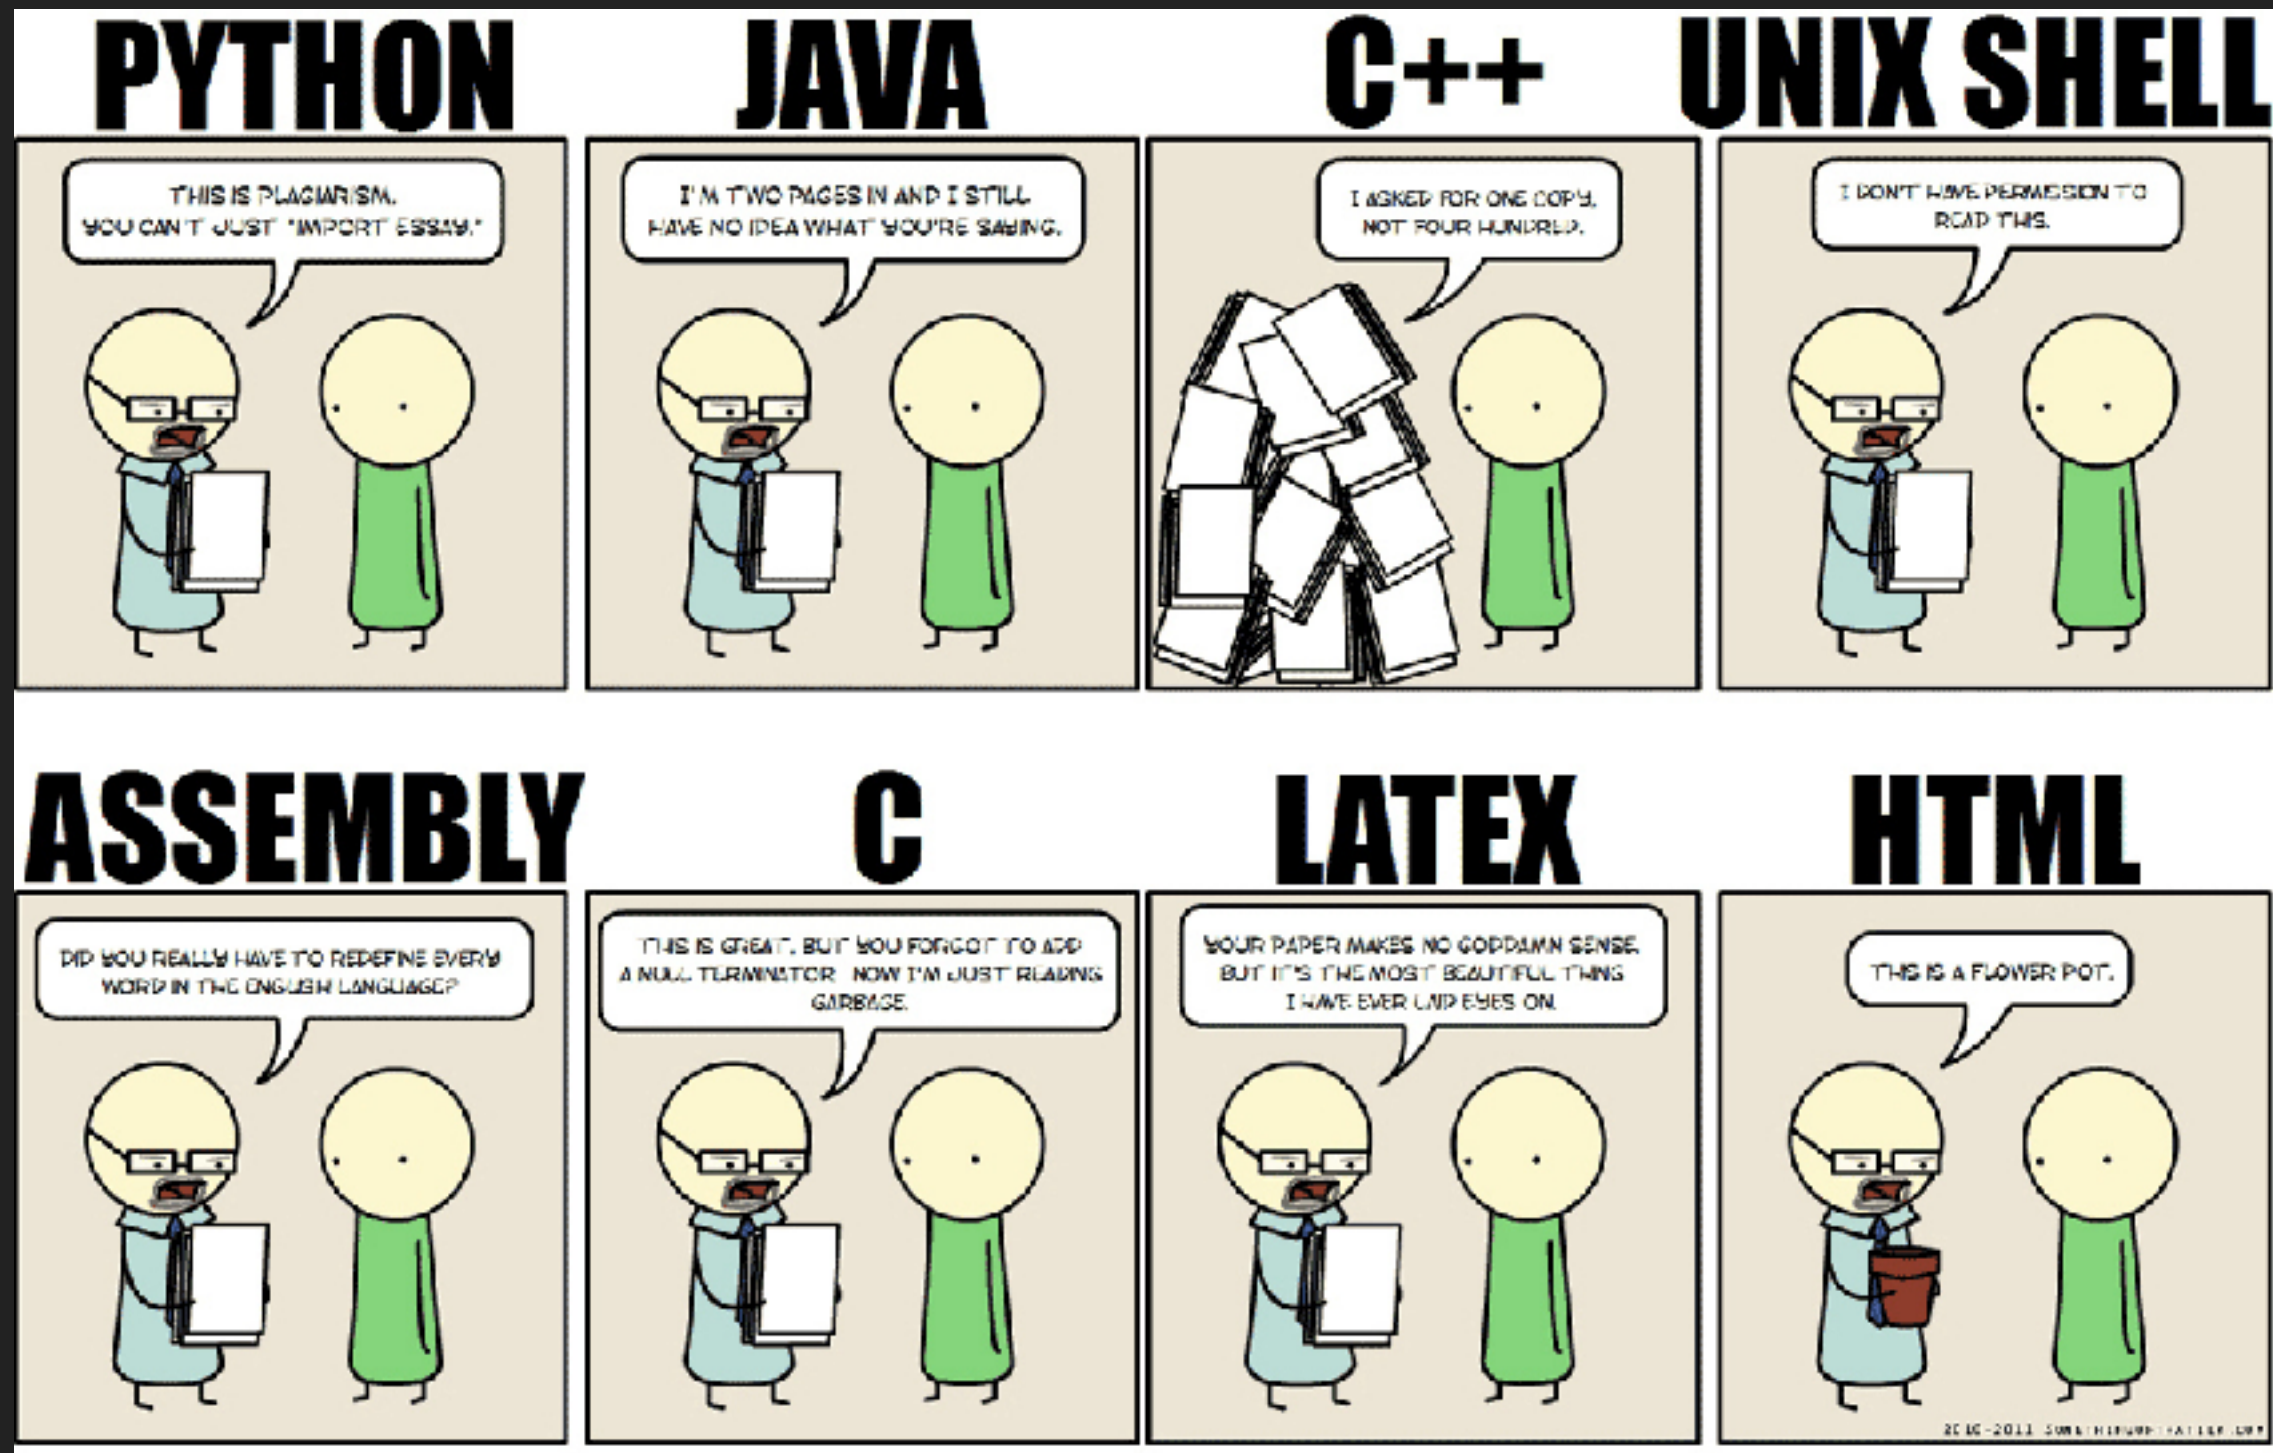 PYTHON
JAVA
C++
UNIX SHELL
THIS IS PLAGIARISM.
YOU CAN'T JUST "IMPORT ESSAY."
I'M TWO PAGES IN AND I STILL
HAVE NO IDEA WHAT YOU'RE SAYING.
I ASKED FOR ONE COPY,
NOT FOUR HUNDRED.
I DON'T HAVE PERMISSION TO
READ THIS.
ASSEMBLY
C
LATEX
HTML
DID YOU REALLY HAVE TO REDEFINE EVERY
WORD IN THE ENGLISH LANGUAGE?
THIS IS GREAT, BUT YOU FORGOT TO ADD
A NULL TERMINATOR. NOW I'M JUST READING
GARBAGE.
YOUR PAPER MAKES NO GODDAMN SENSE,
BUT IT'S THE MOST BEAUTIFUL THING
I HAVE EVER LAID EYES ON.
THIS IS A FLOWER POT.
2010-2011